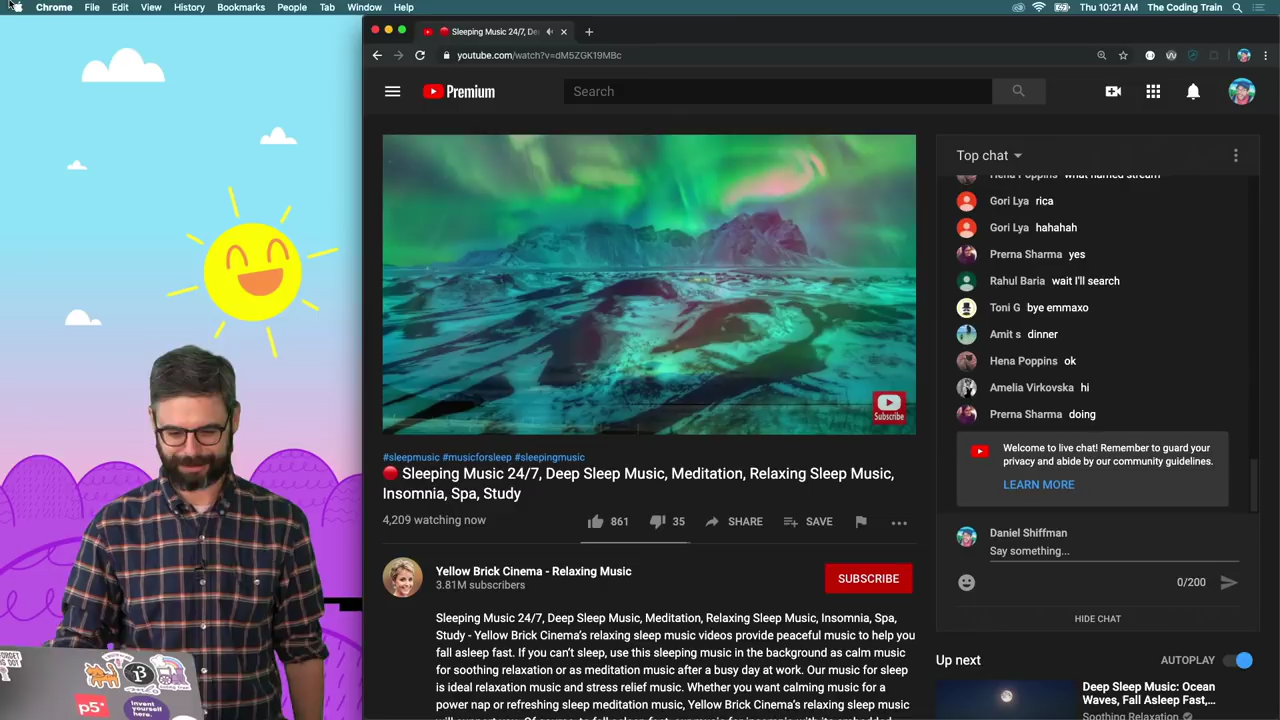 Chrome File Edit View History Bookmarks People Tab Window Help
Thu 10:21 AM The Coding Train
Sleeping Music 24/7, De
youtube.com/watch?v=dM5ZGK19MBc
Premium
Search
Top chat
Hena Poppins what named stream
Gori Lya rica
Gori Lya hahahah
Prerna Sharma yes
Rahul Baria wait I'll search
Toni G bye emmaxo
Amit s dinner
Hena Poppins ok
Amelia Virkovska hi
Prerna Sharma doing
Welcome to live chat! Remember to guard your
privacy and abide by our community guidelines.
LEARN MORE
Daniel Shiffman
Say something...
0/200
HIDE CHAT
Up next
AUTOPLAY
Deep Sleep Music: Ocean
Waves, Fall Asleep Fast,...
Soothing Relaxation
Subscribe
#sleepmusic #musicforsleep #sleepingmusic
Sleeping Music 24/7, Deep Sleep Music, Meditation, Relaxing Sleep Music,
Insomnia, Spa, Study
4,209 watching now
861
35
SHARE
SAVE
Yellow Brick Cinema - Relaxing Music
3.81M subscribers
SUBSCRIBE
Sleeping Music 24/7, Deep Sleep Music, Meditation, Relaxing Sleep Music, Insomnia, Spa,
Study - Yellow Brick Cinema's relaxing sleep music videos provide peaceful music to help you
fall asleep fast. If you can't sleep, use this sleeping music in the background as calm music
for soothing relaxation or as meditation music after a busy day at work. Our music for sleep
is ideal relaxation music and stress relief music. Whether you want calming music for a
power nap or refreshing sleep meditation music, Yellow Brick Cinema's relaxing sleep music
p5*
Invent
yourself
here.